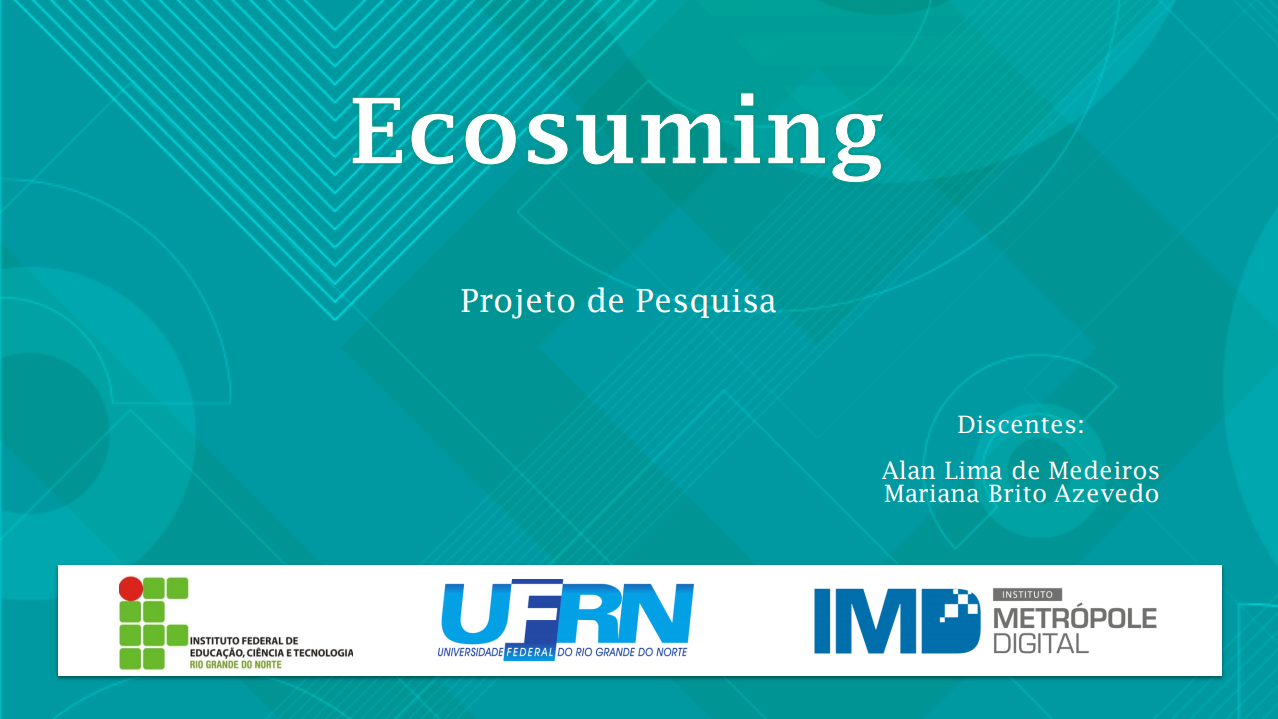 Ecosuming
Projeto de Pesquisa
Discentes:
Alan Lima de Medeiros
Mariana Brito Azevedo
INSTITUTO FEDERAL DE
EDUCAÇÃO, CIÊNCIA E TECNOLOGIA
RIO GRANDE DO NORTE
UFRN
UNIVERSIDADE FEDERAL DO RIO GRANDE DO NORTE
IMD
INSTITUTO
METRÓPOLE
DIGITAL